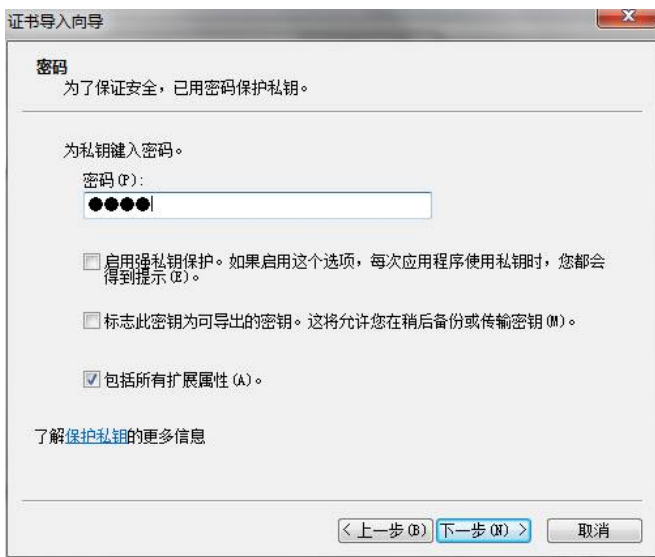 证书导入向导
密码
为了保证安全，已用密码保护私钥。
为私钥键入密码。
密码(P)：
●●●●
启用强私钥保护。如果启用这个选项，每次应用程序使用私钥时，您都会
得到提示(E)。
标志此密钥为可导出的密钥。这将允许您在稍后备份或传输密钥(M)。
包括所有扩展属性(A)。
了解保护私钥的更多信息
< 上一步(B)
下一步(N) >
取消